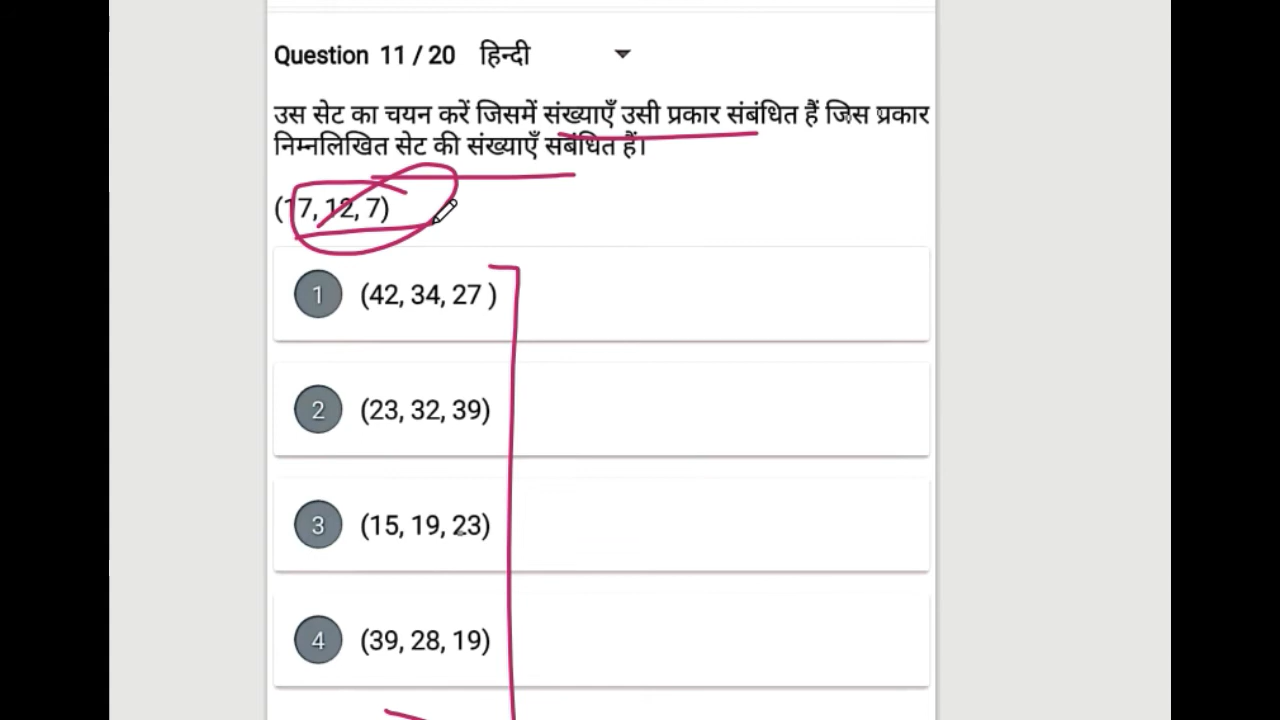 Question 11 / 20 हिन्दी
उस सेट का चयन करें जिसमें संख्याएँ उसी प्रकार संबंधित हैं जिस प्रकार
निम्नलिखित सेट की संख्याएँ संबंधित हैं।
(17, 12, 7)
1 (42, 34, 27 )
2 (23, 32, 39)
3 (15, 19, 23)
4 (39, 28, 19)